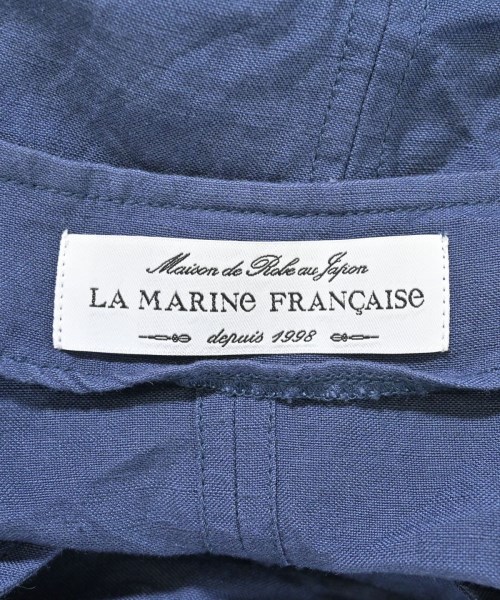 Maison de Robe au Japon
LA MARINe FRANÇAISe
depuis 1998